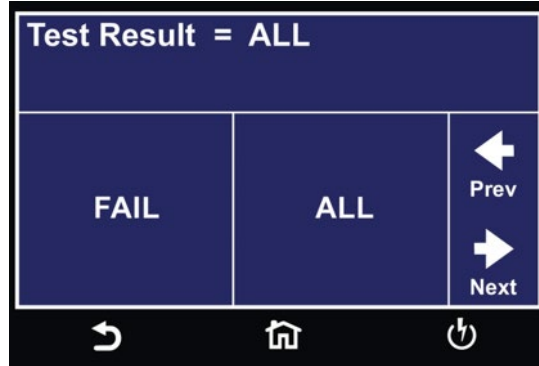 Test Result = ALL
FAIL
ALL
Prev
Next